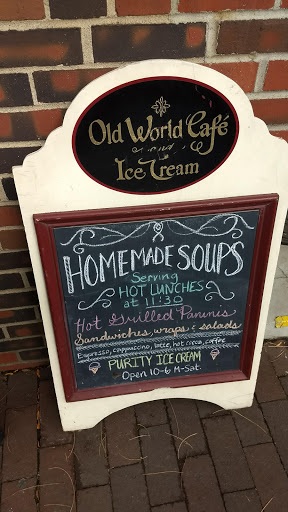 Old World Café
and
Ice Cream
HOMEMADE SOUPS
Serving
HOT LUNCHES
at 11:30
Hot Grilled Paninis
Sandwiches, wraps & salads
Espresso, cappuccino, latte, hot cocoa, coffee
PURITY ICE CREAM
Open 10-6 M-Sat.